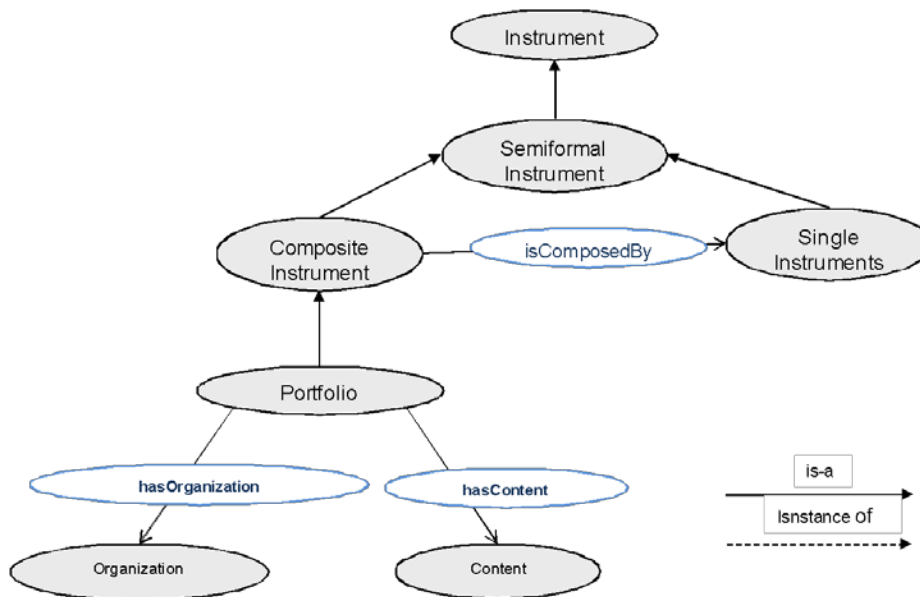 Instrument
Semiformal
Instrument
Composite
Instrument
isComposedBy
Single
Instruments
Portfolio
hasOrganization
hasContent
is-a
Isnstance of
Organization
Content